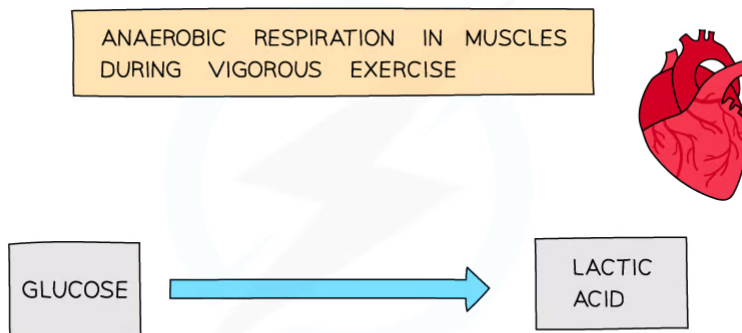 ANAEROBIC RESPIRATION IN MUSCLES
DURING VIGOROUS EXERCISE
GLUCOSE
LACTIC
ACID